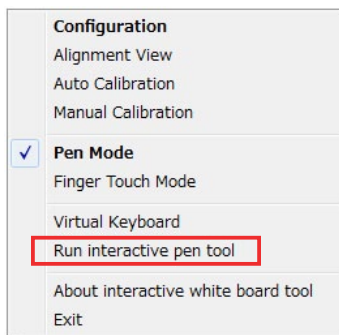 Configuration
Alignment View
Auto Calibration
Manual Calibration
Pen Mode
Finger Touch Mode
Virtual Keyboard
Run interactive pen tool
About interactive white board tool
Exit